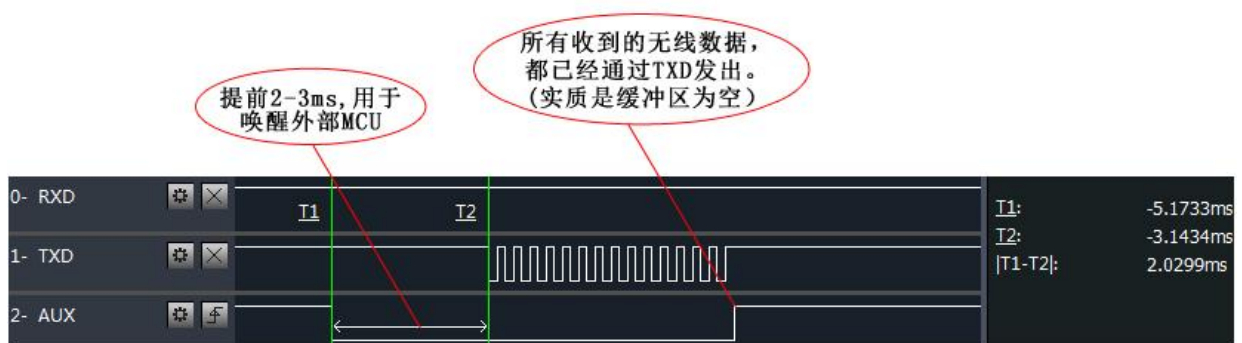 所有收到的无线数据，
都已经通过TXD发出。
(实质是缓冲区为空)
提前2-3ms,用于
唤醒外部MCU
0- RXD
T1
T2
T1: -5.1733ms
T2: -3.1434ms
|T1-T2|: 2.0299ms
1- TXD
2- AUX